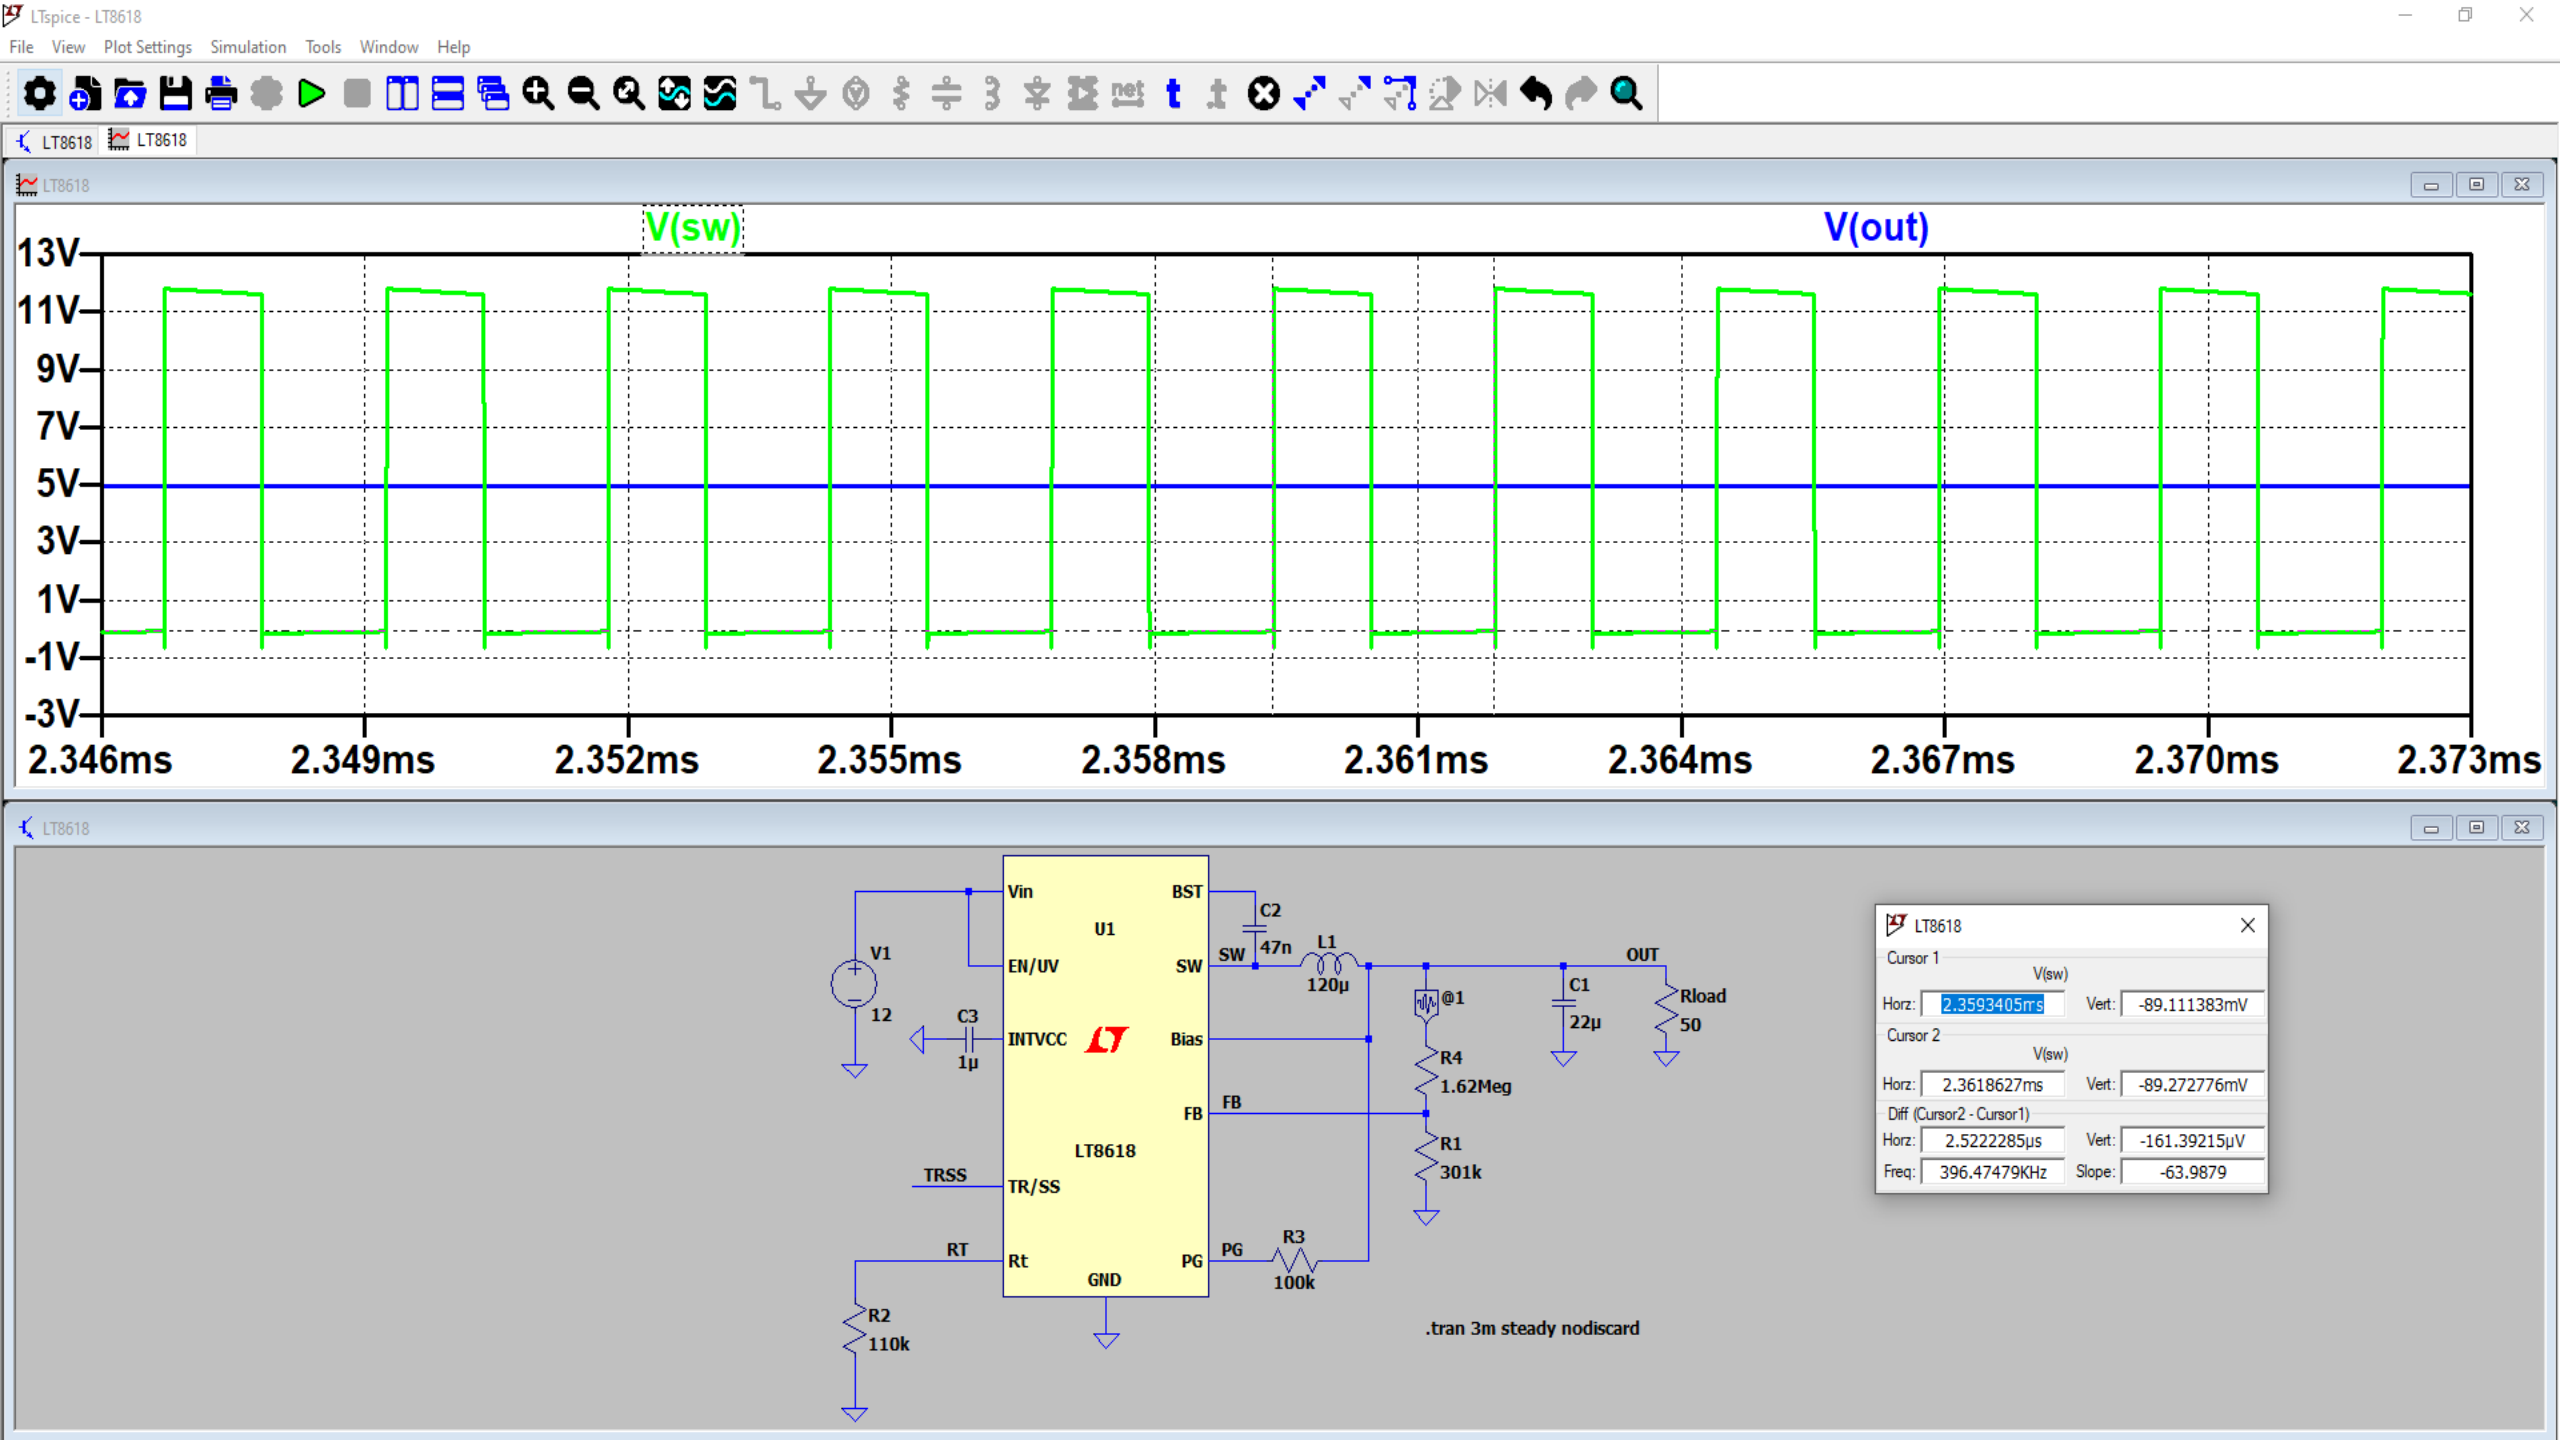 LTspice - LT8618
File View Plot Settings Simulation Tools Window Help
net t t
LT8618 LT8618
LT8618
V(sw) V(out)
13V
11V
9V
7V
5V
3V
1V
-1V
-3V
2.346ms 2.349ms 2.352ms 2.355ms 2.358ms 2.361ms 2.364ms 2.367ms 2.370ms 2.373ms
LT8618
Vin BST
U1
C2
47n
V1
12
EN/UV SW
SW
L1
120µ
OUT
@1
C1
22µ
Rload
50
C3
1µ
INTVCC Bias
R4
1.62Meg
FB FB
R1
301k
LT8618
TRSS TR/SS
RT Rt
PG PG
R3
100k
GND
R2
110k
.tran 3m steady nodiscard
LT8618
Cursor 1
V(sw)
Horz: 2.3593405ms Vert: -89.111383mV
Cursor 2
V(sw)
Horz: 2.3618627ms Vert: -89.272776mV
Diff (Cursor2 - Cursor1)
Horz: 2.5222285µs Vert: -161.39215µV
Freq: 396.47479KHz Slope: -63.9879